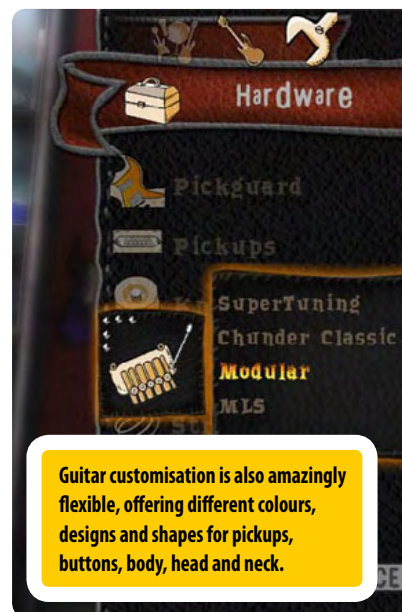 Hardware
Pickguard
Pickups
SuperTuning
Chunder Classic
Modular
MLS
Guitar customisation is also amazingly
flexible, offering different colours,
designs and shapes for pickups,
buttons, body, head and neck.